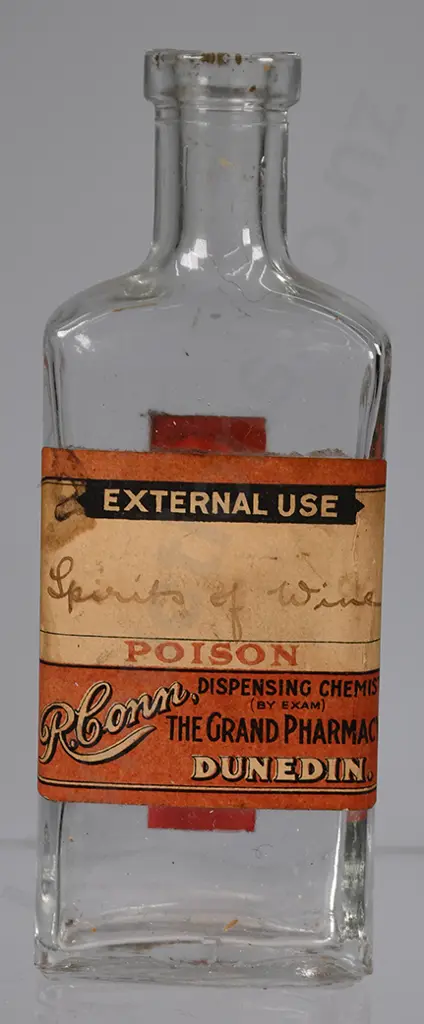 EXTERNAL USE
Spirits of Wine
POISON
R. Conn, DISPENSING CHEMIST
(BY EXAM)
THE GRAND PHARMACY
DUNEDIN.